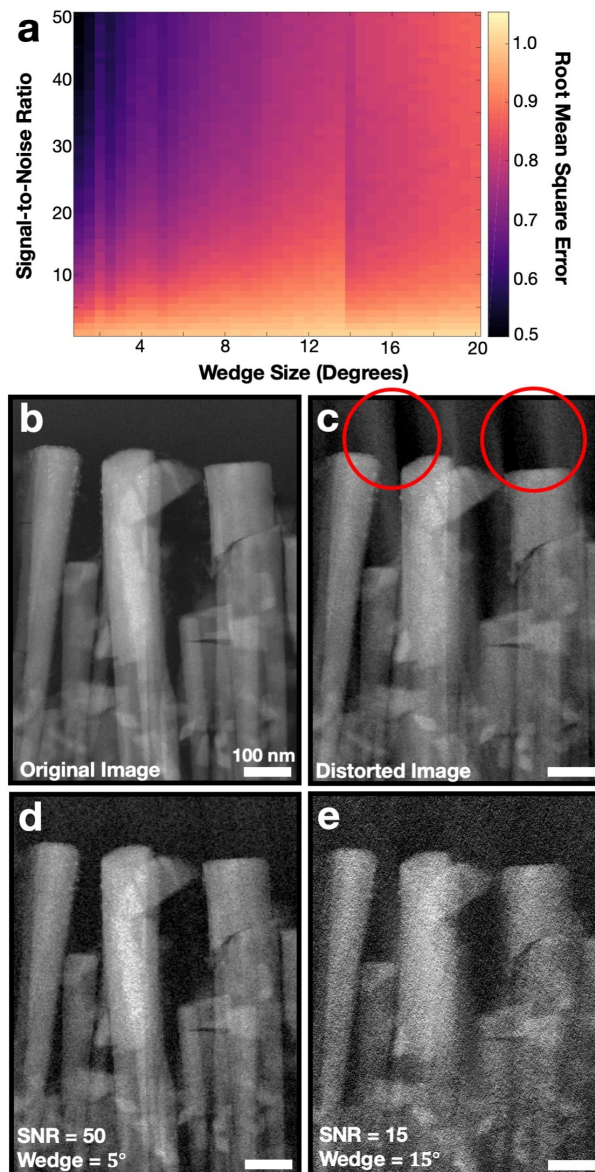 a
Signal-to-Noise Ratio
50
40
30
20
10
4
8
12
16
20
Wedge Size (Degrees)
1.0
0.9
0.8
0.7
0.6
0.5
Root Mean Square Error
b
Original Image
100 nm
c
Distorted Image
d
SNR = 50
Wedge = 5°
e
SNR = 15
Wedge = 15°